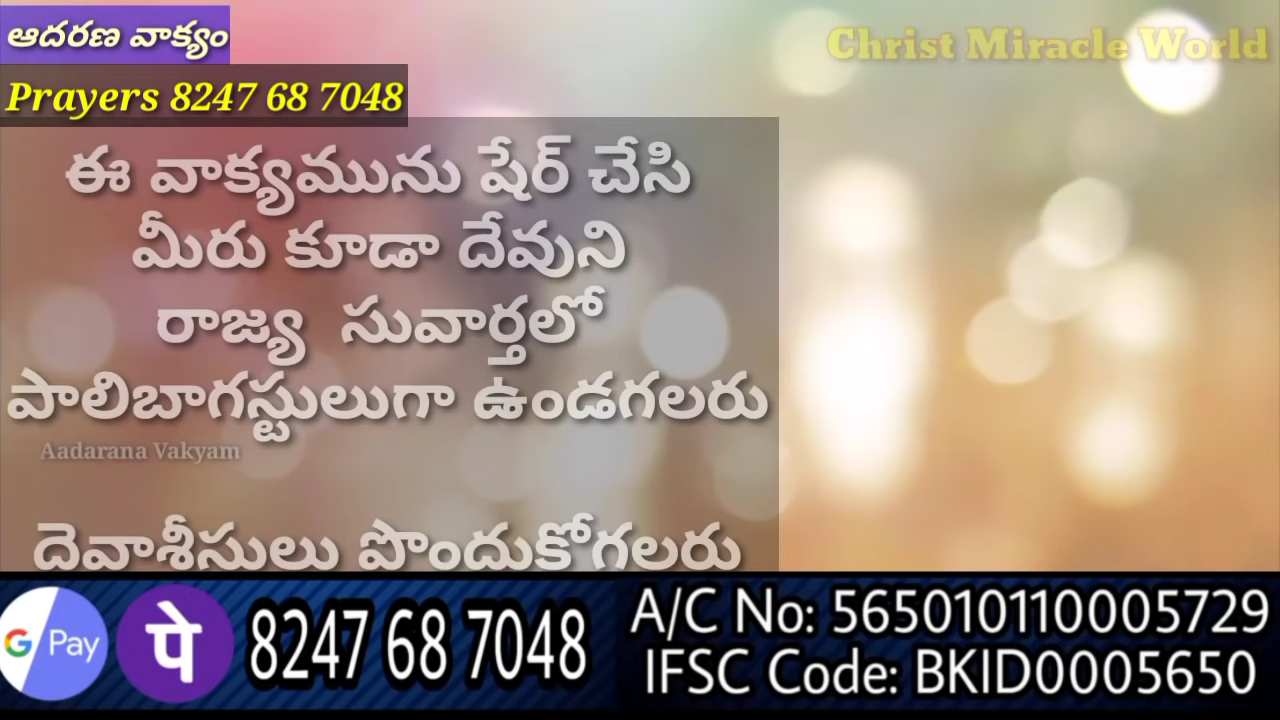 ఆదరణ వాక్యం
Christ Miracle World
Prayers 8247 68 7048
ఈ వాక్యమును షేర్ చేసి
మీరు కూడా దేవుని
రాజ్య సువార్తలో
పాలిబాగస్టులుగా ఉండగలరు
Aadarana Vakyam
దెవాశీసులు పొందుకోగలరు
G Pay
पे
8247 68 7048
A/C No: 565010110005729
IFSC Code: BKID0005650